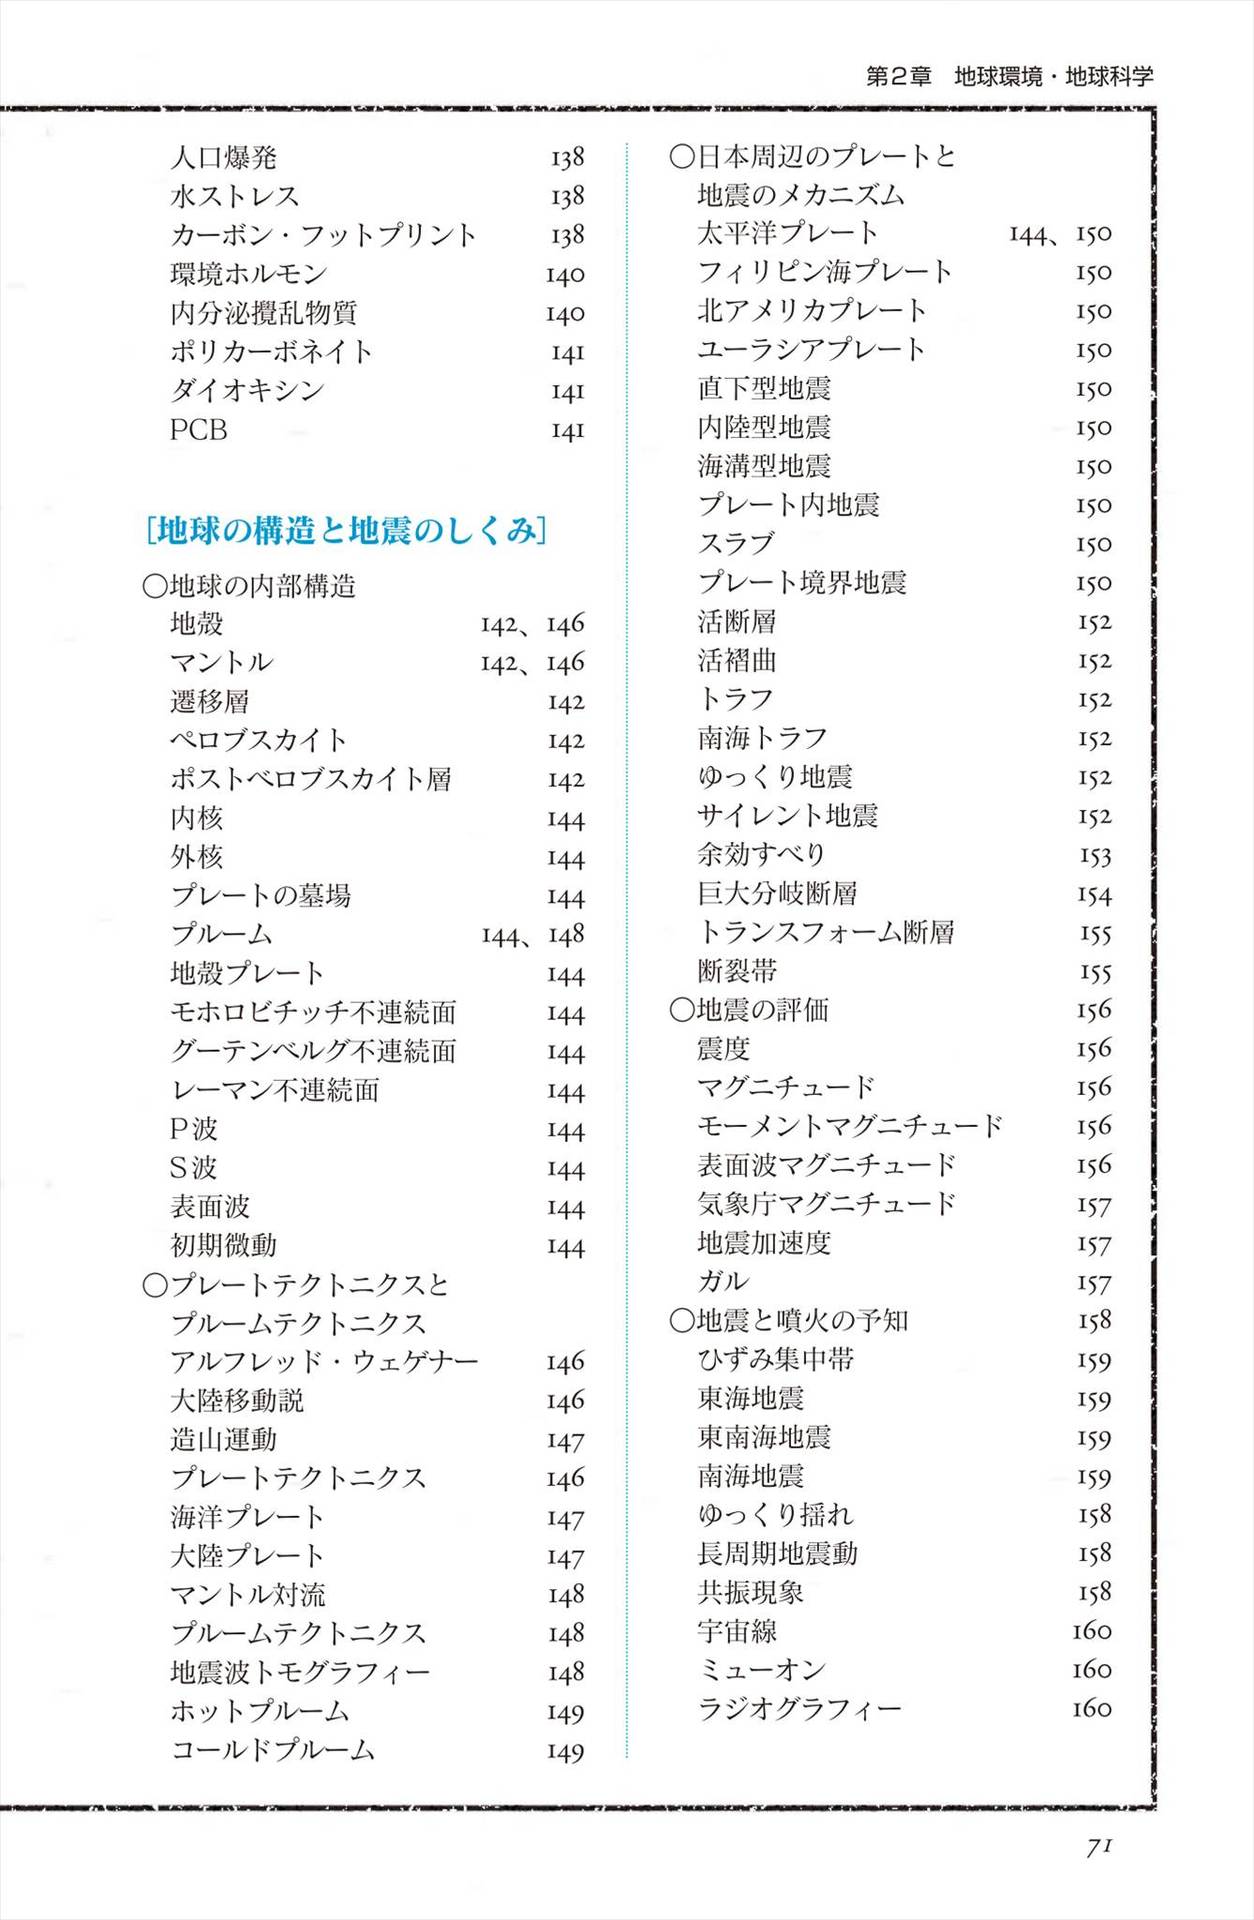 第2章　地球環境・地球科学
人口爆発　138
水ストレス　138
カーボン・フットプリント　138
環境ホルモン　140
内分泌攪乱物質　140
ポリカーボネイト　141
ダイオキシン　141
PCB　141
［地球の構造と地震のしくみ］
○地球の内部構造
地殻　142、146
マントル　142、146
遷移層　142
ペロブスカイト　142
ポストペロブスカイト層　142
内核　144
外核　144
プレートの墓場　144
プルーム　144、148
地殻プレート　144
モホロビチッチ不連続面　144
グーテンベルグ不連続面　144
レーマン不連続面　144
P波　144
S波　144
表面波　144
初期微動　144
○プレートテクトニクスと
プルームテクトニクス
アルフレッド・ウェゲナー　146
大陸移動説　146
造山運動　147
プレートテクトニクス　146
海洋プレート　147
大陸プレート　147
マントル対流　148
プルームテクトニクス　148
地震波トモグラフィー　148
ホットプルーム　149
コールドプルーム　149
○日本周辺のプレートと
地震のメカニズム
太平洋プレート　144、150
フィリピン海プレート　150
北アメリカプレート　150
ユーラシアプレート　150
直下型地震　150
内陸型地震　150
海溝型地震　150
プレート内地震　150
スラブ　150
プレート境界地震　150
活断層　152
活褶曲　152
トラフ　152
南海トラフ　152
ゆっくり地震　152
サイレント地震　152
余効すべり　153
巨大分岐断層　154
トランスフォーム断層　155
断裂帯　155
○地震の評価　156
震度　156
マグニチュード　156
モーメントマグニチュード　156
表面波マグニチュード　156
気象庁マグニチュード　157
地震加速度　157
ガル　157
○地震と噴火の予知　158
ひずみ集中帯　159
東海地震　159
東南海地震　159
南海地震　159
ゆっくり揺れ　158
長周期地震動　158
共振現象　158
宇宙線　160
ミューオン　160
ラジオグラフィー　160
71